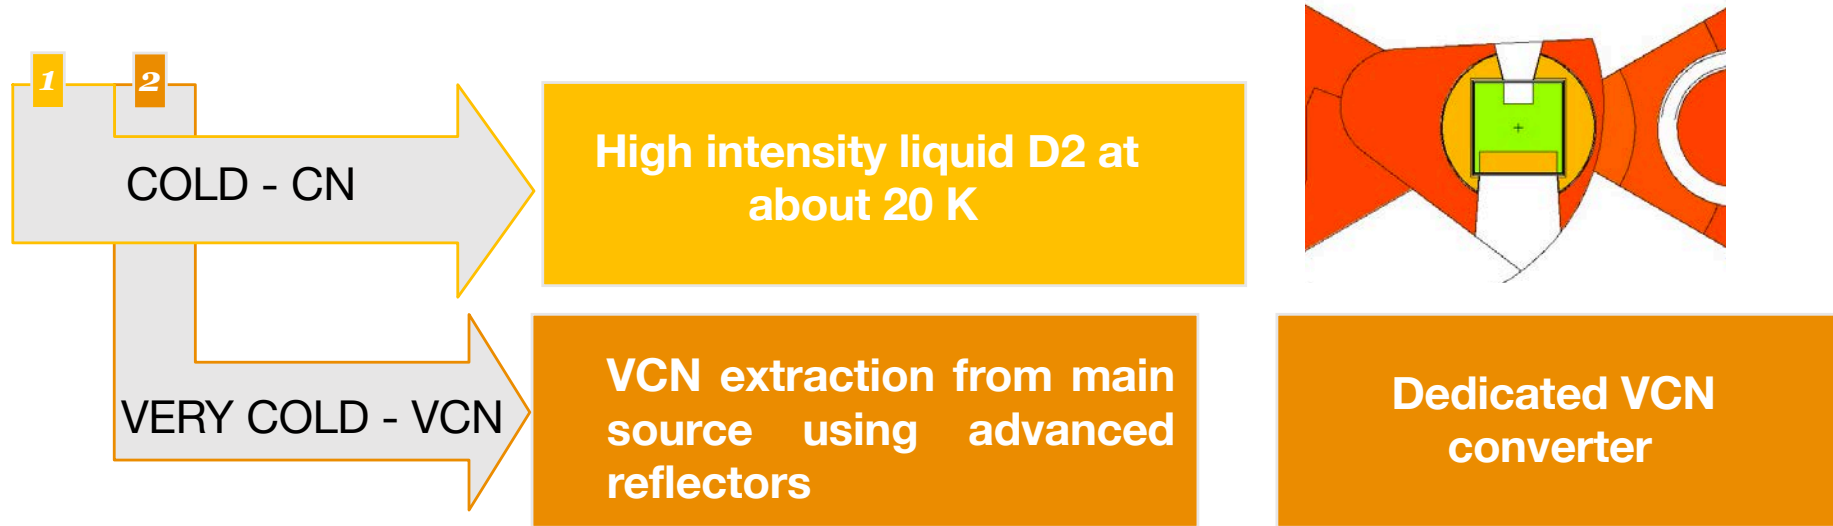 1
2
COLD - CN
High intensity liquid D2 at
about 20 K
VERY COLD - VCN
VCN extraction from main
source using advanced
reflectors
Dedicated VCN
converter